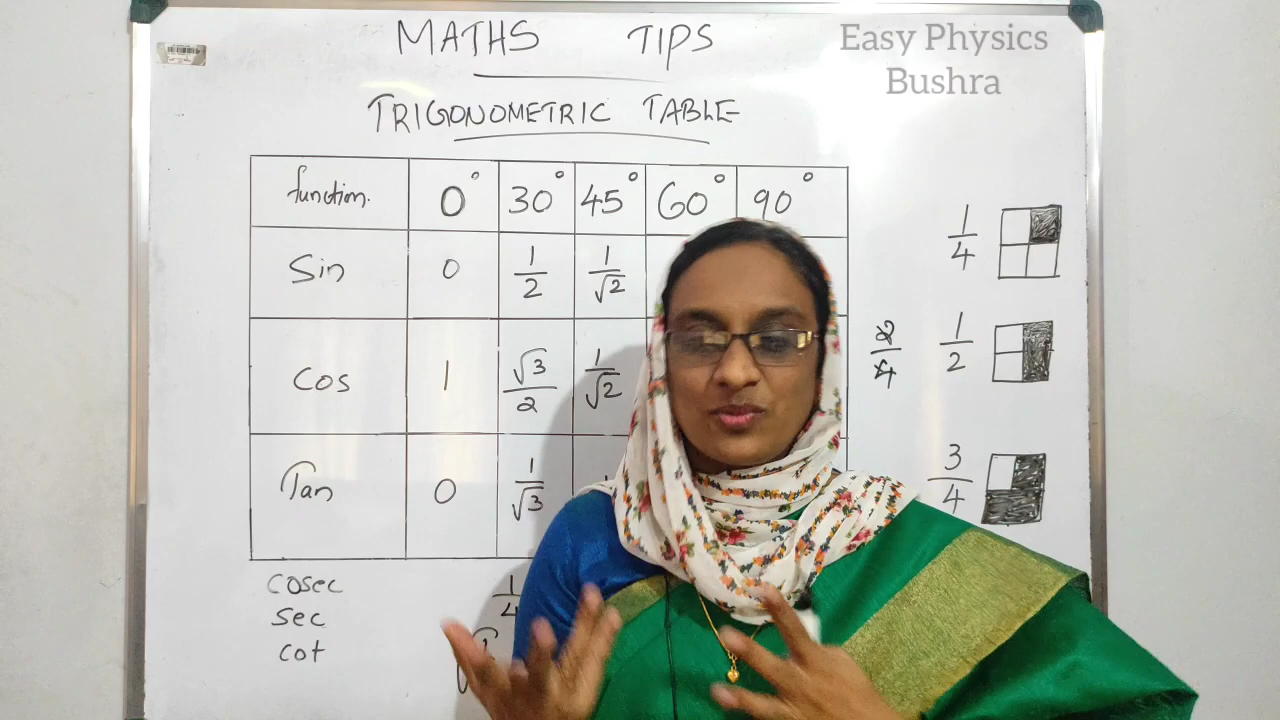 MATHS TIPS
Easy Physics
Bushra
TRIGONOMETRIC TABLE
function. 0° 30° 45° 60° 90°
Sin 0 1/2 1/√2
Cos 1 √3/2 1/√2
Tan 0 1/√3
1/4
2/4 1/2
3/4
cosec 1/4
sec
cot